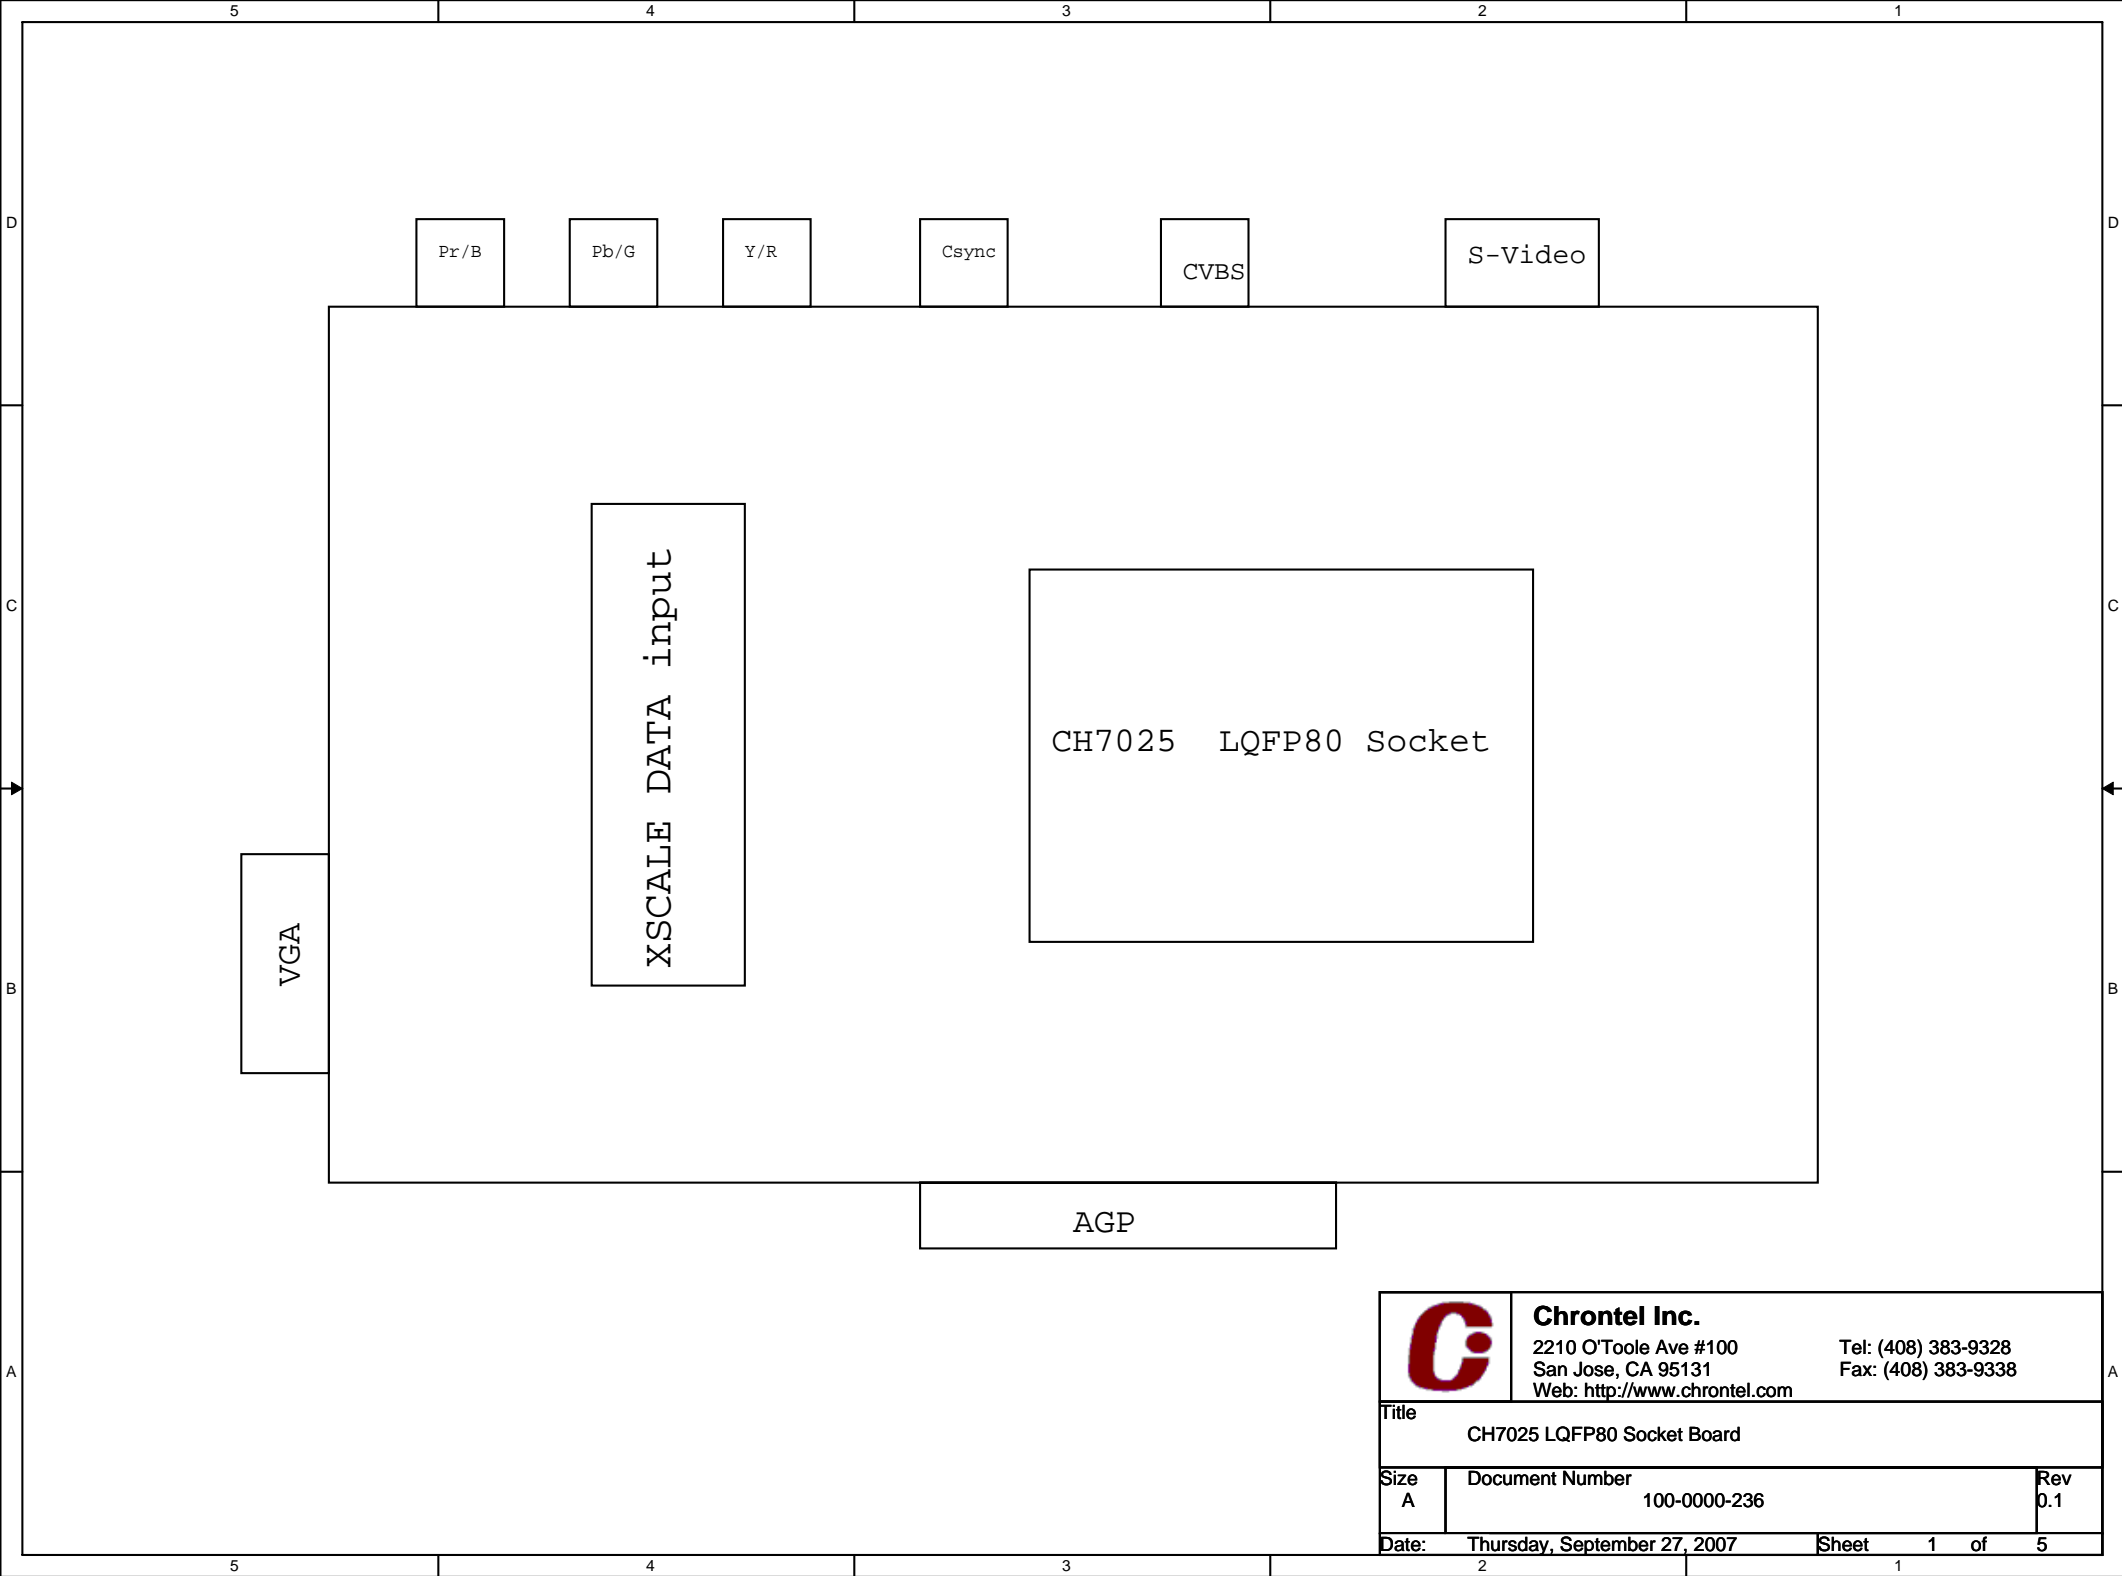 5 4 3 2 1
D D
Pr/B Pb/G Y/R Csync CVBS S-Video
C C
XSCALE DATA input
CH7025 LQFP80 Socket
VGA
B B
AGP
Chrontel Inc.
2210 O'Toole Ave #100 Tel: (408) 383-9328
San Jose, CA 95131 Fax: (408) 383-9338
Web: http://www.chrontel.com
A A
Title
CH7025 LQFP80 Socket Board
Size Document Number Rev
A 100-0000-236 0.1
Date: Thursday, September 27, 2007 Sheet 1 of 5
5 4 3 2 1